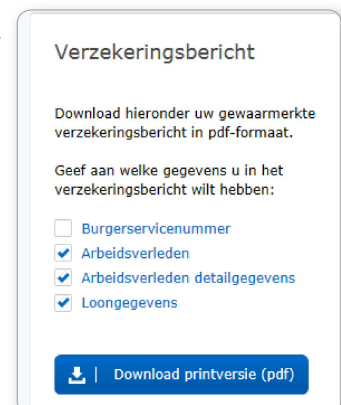 Verzekeringsbericht
Download hieronder uw gewaarmerkte
verzekeringsbericht in pdf-formaat.
Geef aan welke gegevens u in het
verzekeringsbericht wilt hebben:
Burgerservicenummer
Arbeidsverleden
Arbeidsverleden detailgegevens
Loongegevens
Download printversie (pdf)